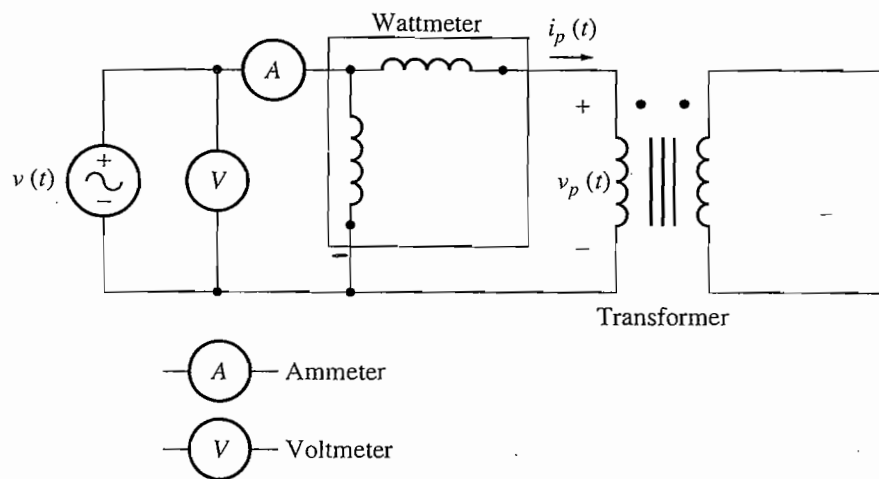 Wattmeter
i_p (t)
A
+
v (t)
+
−
V
v_p (t)
−
Transformer
A Ammeter
V Voltmeter